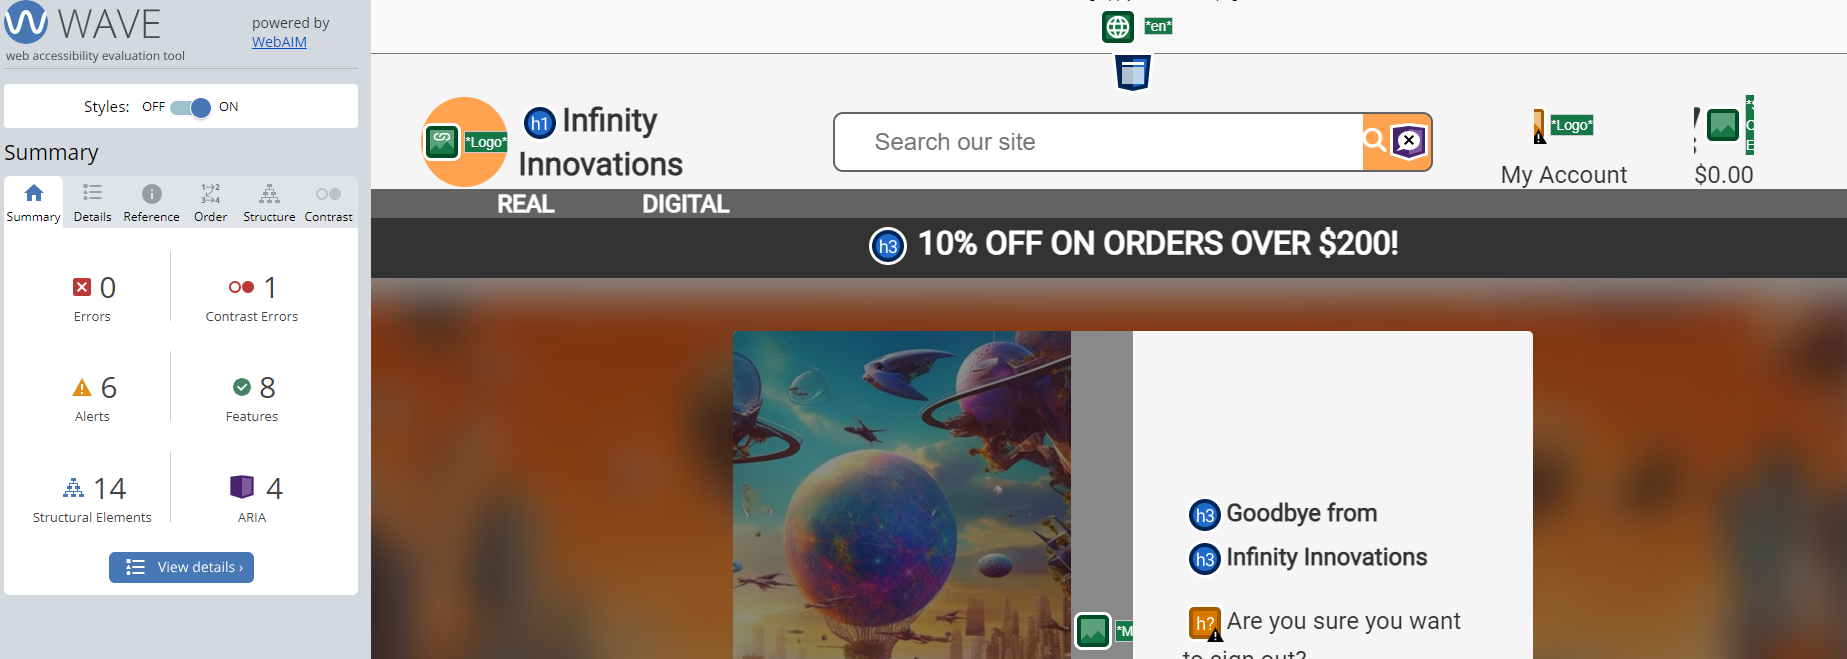 WAVE
powered by
WebAIM
web accessibility evaluation tool
Styles: OFF ON
Summary
Summary Details Reference Order Structure Contrast
0
Errors
1
Contrast Errors
6
Alerts
8
Features
14
Structural Elements
4
ARIA
View details ›
*en*
*Logo*
h1 Infinity
Innovations
Search our site
*Logo*
My Account
$0.00
REAL DIGITAL
h3 10% OFF ON ORDERS OVER $200!
h3 Goodbye from
h3 Infinity Innovations
*M
h? Are you sure you want
to sign out?